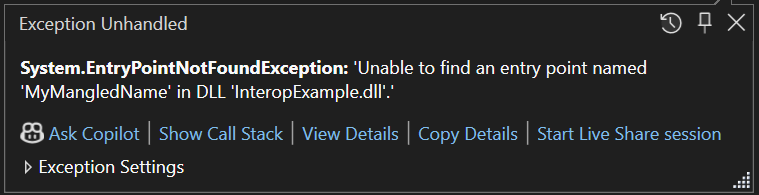 Exception Unhandled
System.EntryPointNotFoundException: 'Unable to find an entry point named
'MyMangledName' in DLL 'InteropExample.dll'.'
Ask Copilot | Show Call Stack | View Details | Copy Details | Start Live Share session
Exception Settings